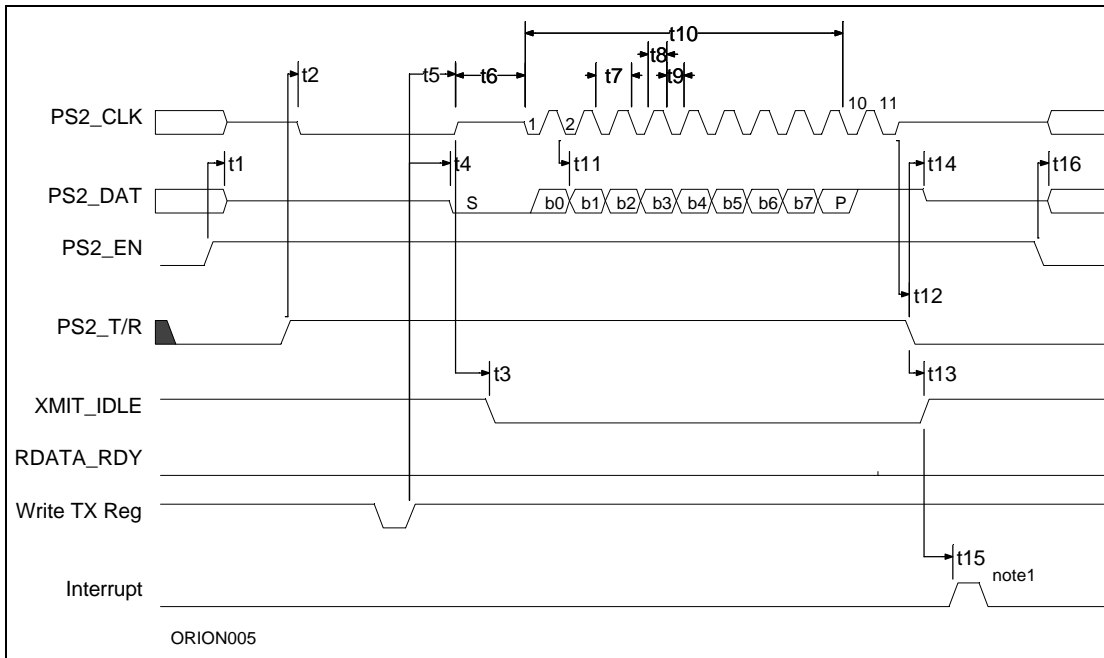 t10
t8
t2 t5 t6 t7 t9
PS2_CLK 1 2 10 11
t1 t4 t11 t14 t16
PS2_DAT S b0 b1 b2 b3 b4 b5 b6 b7 P
PS2_EN
t12
PS2_T/R
t3 t13
XMIT_IDLE
RDATA_RDY
Write TX Reg
t15
Interrupt note1
ORION005